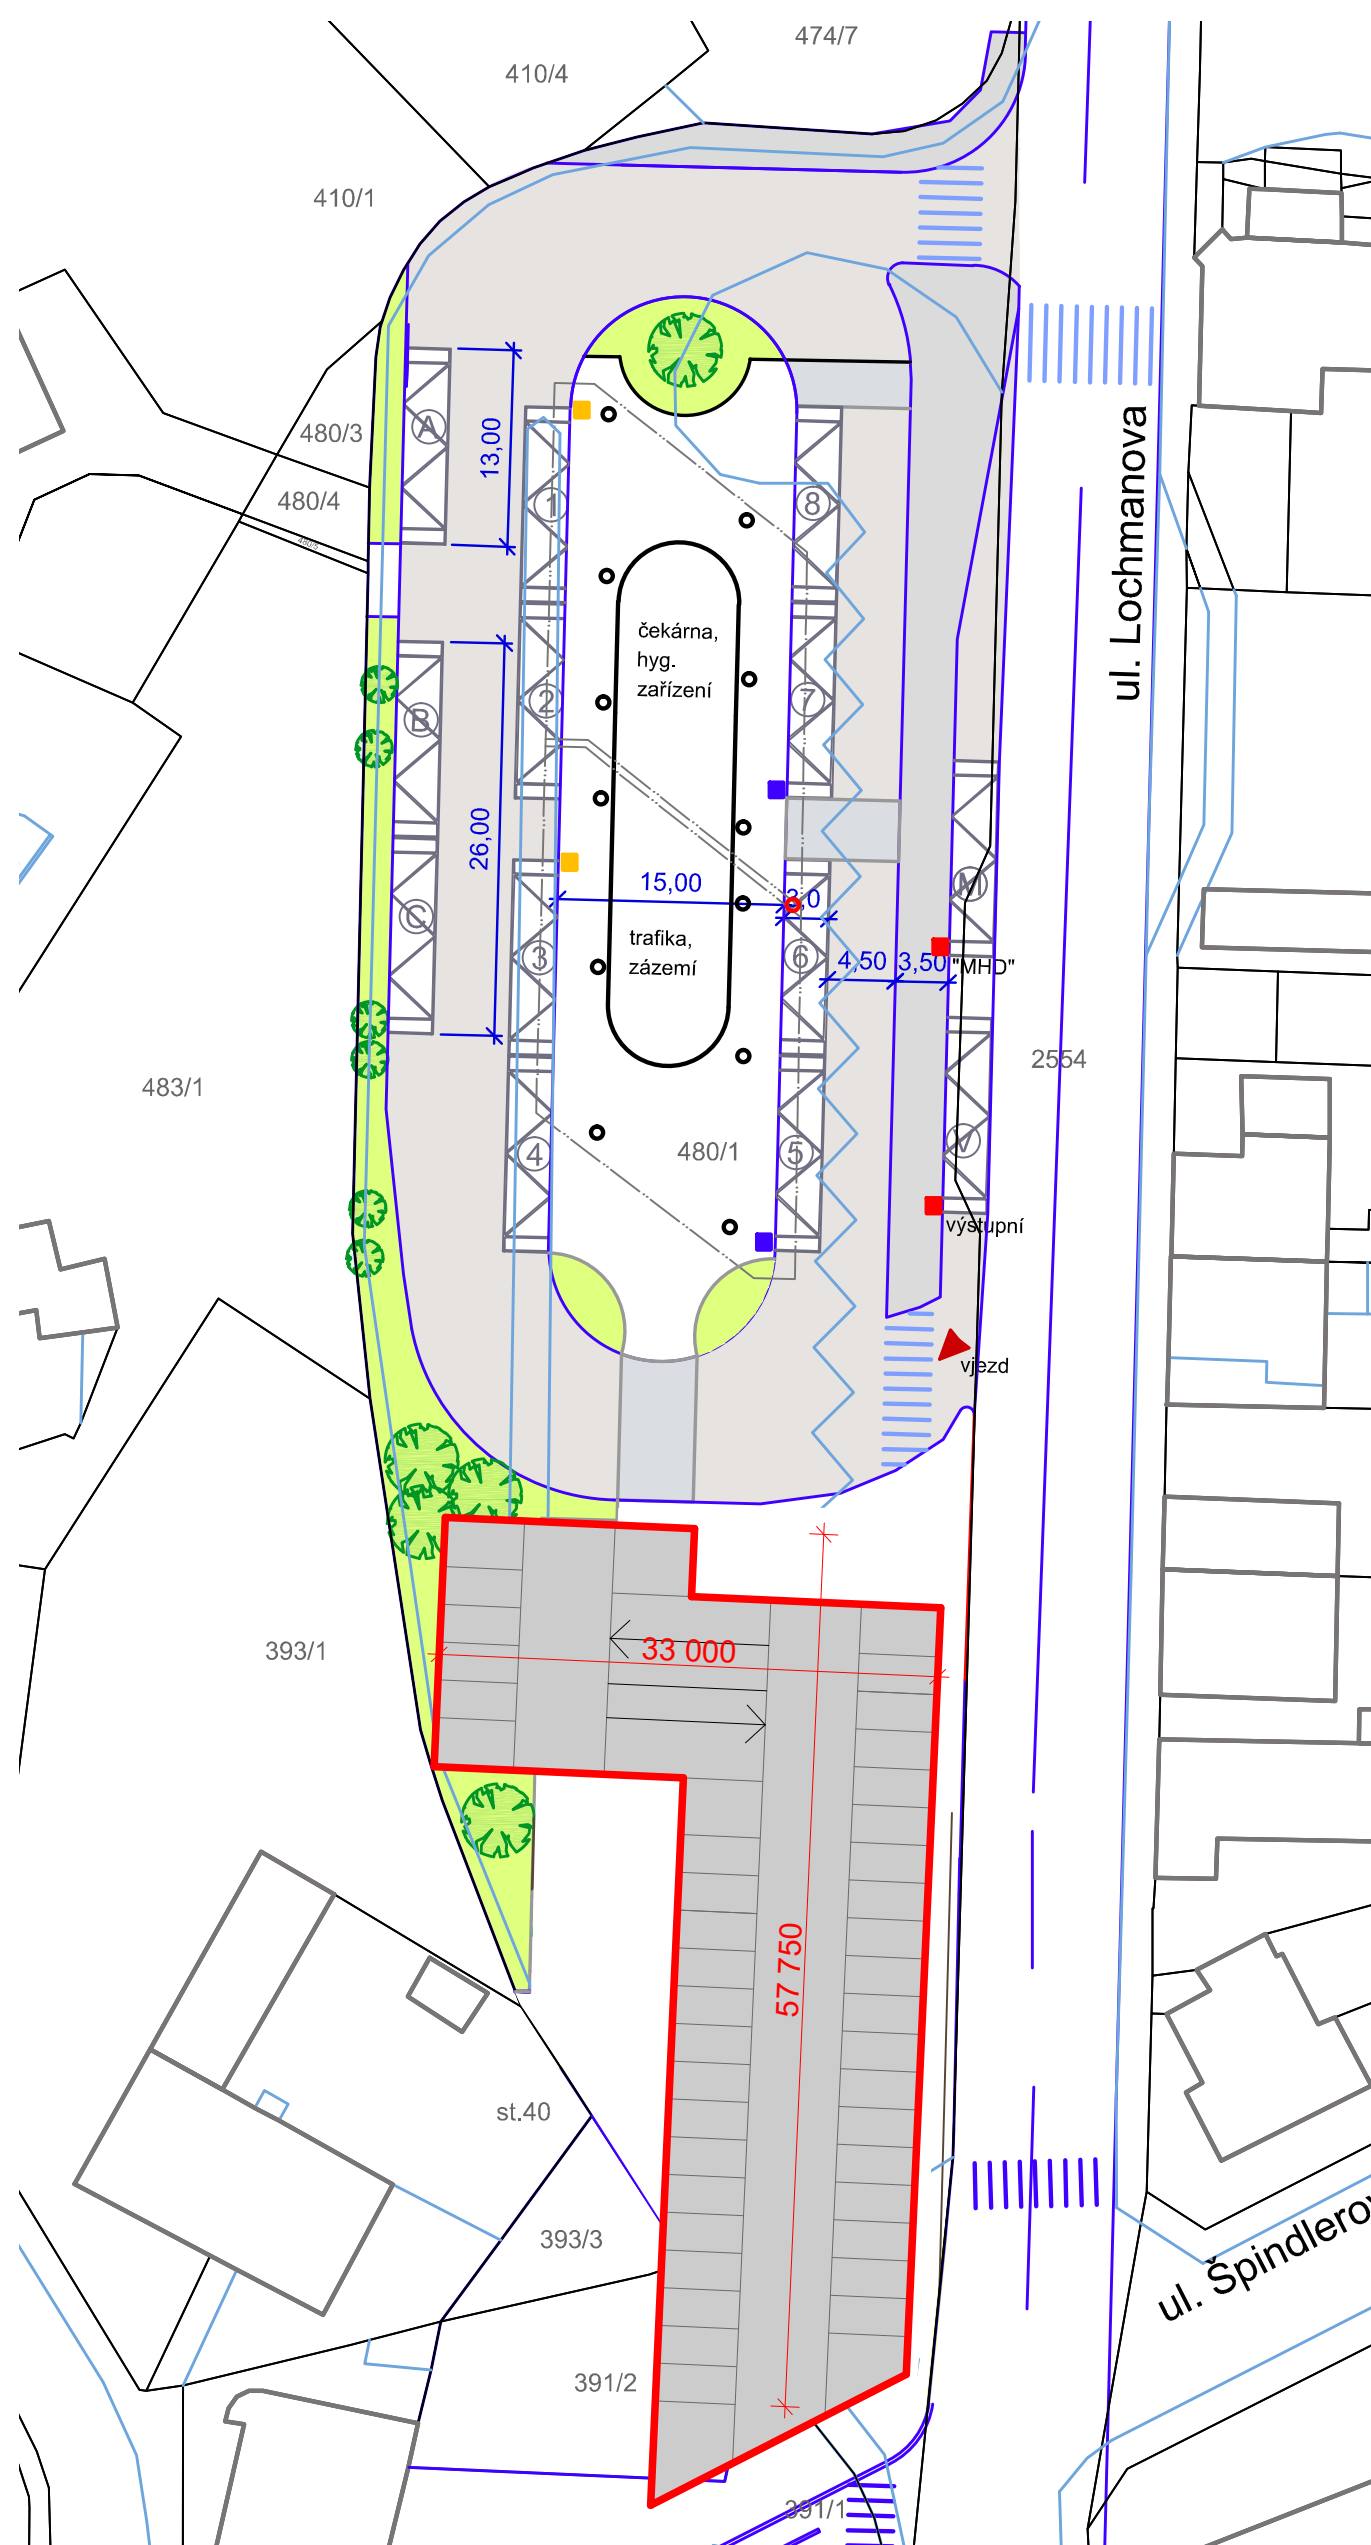 474/7
410/4
410/1
480/3
480/4
480/5
A
13,00
1
8
ul. Lochmanova
čekárna,
hyg.
zařízení
2
7
B
26,00
C
15,00
3,0
M
trafika,
zázemí
3
6
4,50
3,50
"MHD"
2554
483/1
4
480/1
5
V
výstupní
vjezd
393/1
33 000
57 750
st.40
393/3
ul. Špindlerov
391/2
391/1